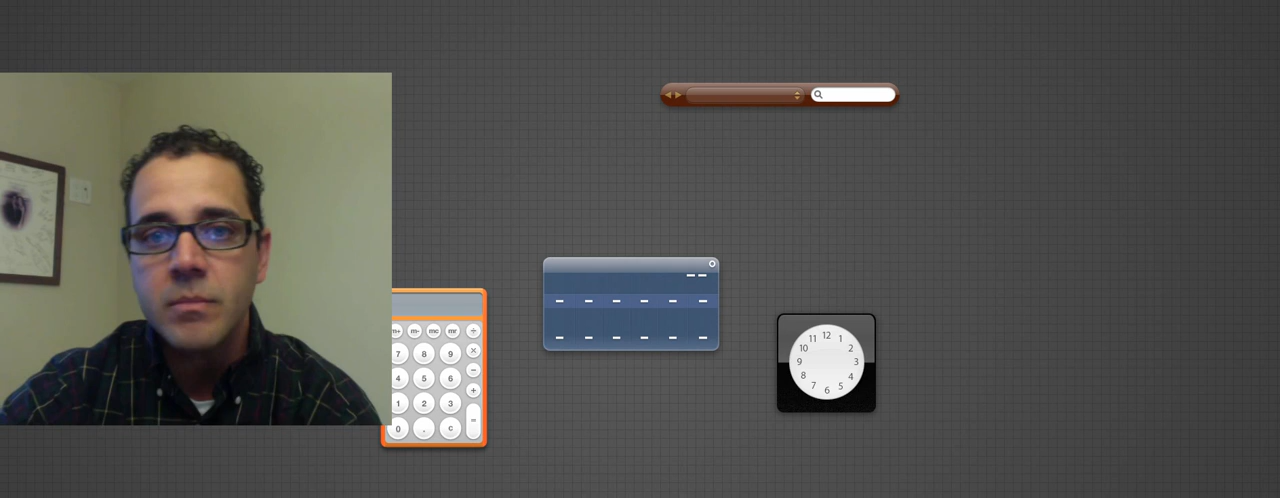 m+ m- mc mr ÷
7 8 9 ×
4 5 6 −
1 2 3 +
0 . c =
12
11 1
10 2
9 3
8 4
7 5
6